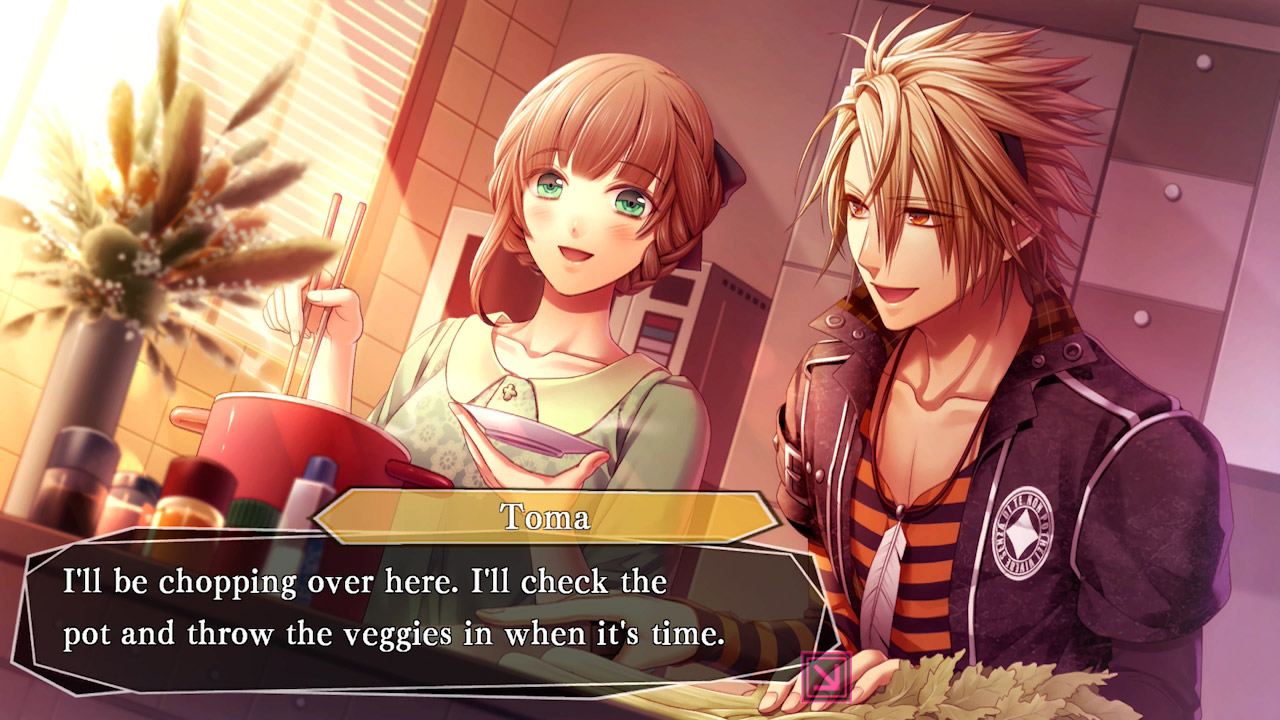 Toma
I'll be chopping over here. I'll check the
pot and throw the veggies in when it's time.